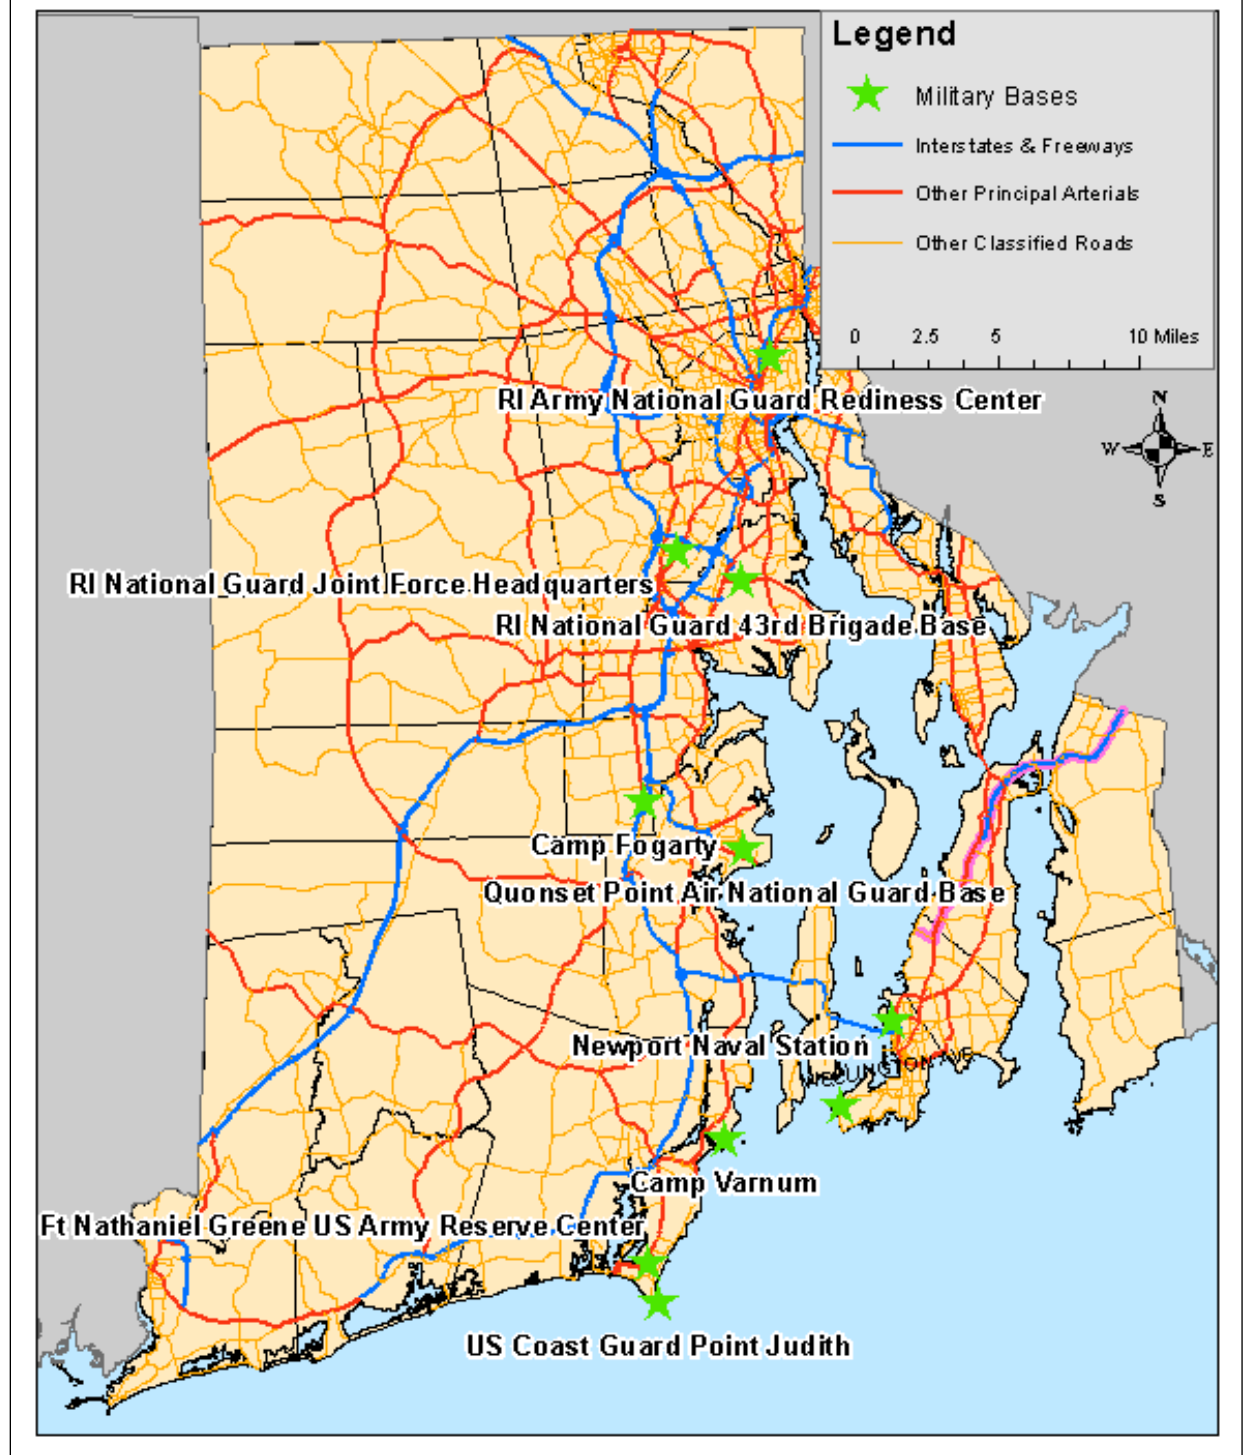 Legend
Military Bases
Interstates & Freeways
Other Principal Arterials
Other Classified Roads
0 2.5 5 10 Miles
RI Army National Guard Rediness Center
N
W E
S
RI National Guard Joint Force Headquarters
RI National Guard 43rd Brigade Base
Camp Fogarty
Quonset Point Air National Guard Base
Newport Naval Station
Camp Varnum
Ft Nathaniel Greene US Army Reserve Center
US Coast Guard Point Judith